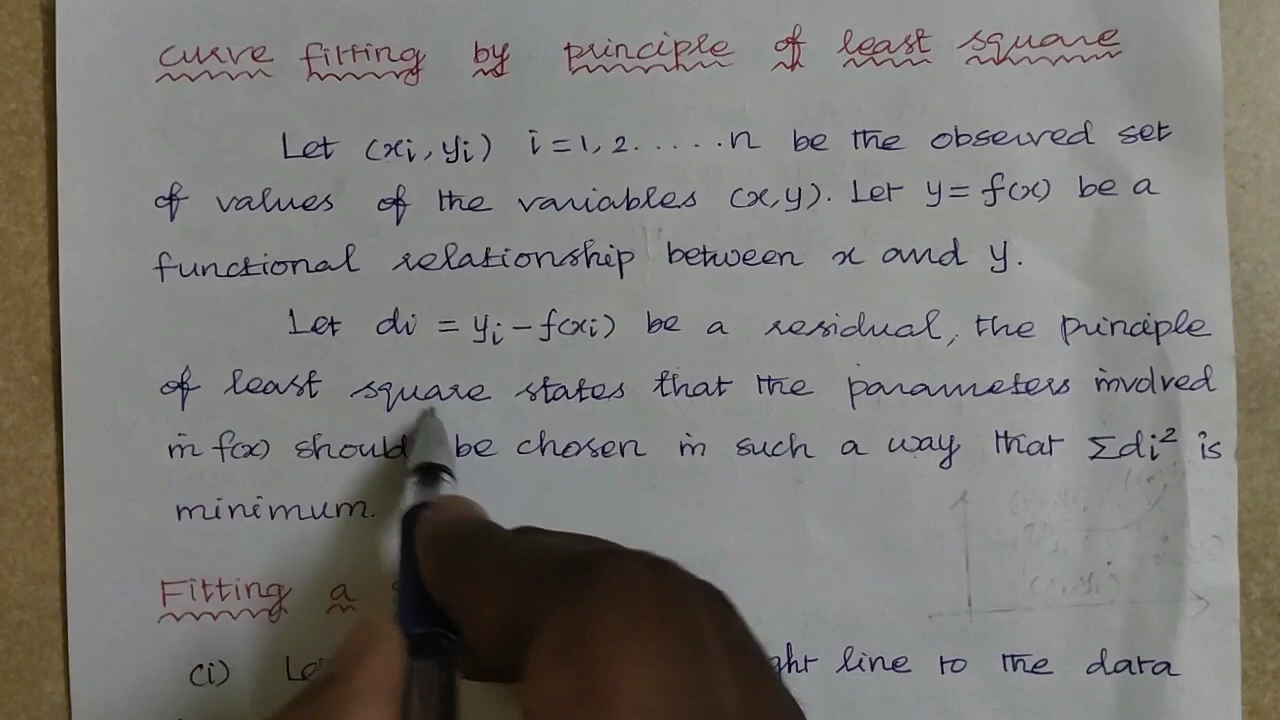 Curve fitting by principle of least square
Let (xi, yi) i = 1, 2. . . . . . n be the observed set
of values of the variables (x, y). Let y = f(x) be a
functional relationship between x and y.
Let di = yi - f(xi) be a residual, the principle
of least square states that the parameters involved
in f(x) should be chosen in such a way that Σdi² is
minimum.
Fitting a
(i) line to the data